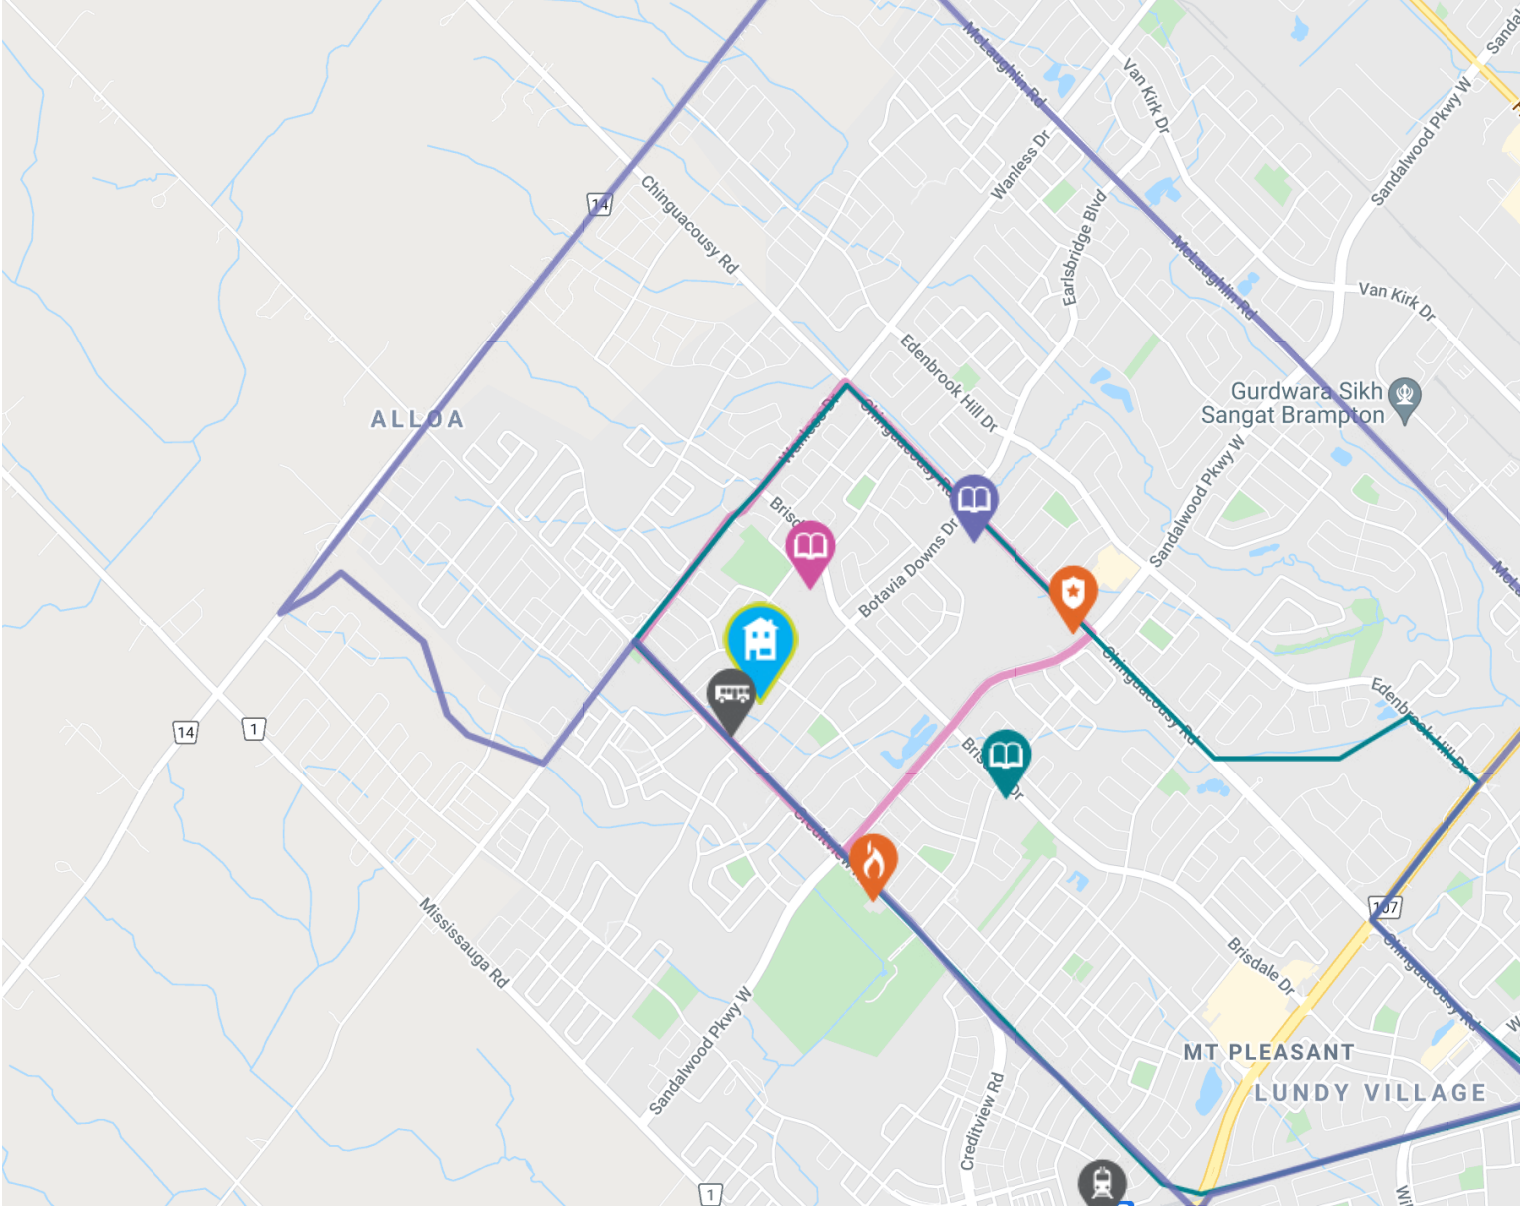 McLaughlin Rd
Van Kirk Dr
Sandalwood Pkwy W
Wanless Dr
14
Chinguacousy Rd
Earlsbridge Blvd
McLaughlin Rd
Van Kirk Dr
Edenbrook Hill Dr
Gurdwara Sikh
Sangat Brampton
ALLOA
Wanless Dr
Chinguacousy Rd
Sandalwood Pkwy W
Botavia Downs Dr
Chinguacousy Rd
Edenbrook Hill Dr
14
1
Dr
Mississauga Rd
107
Brisdale Dr
Chinguacousy Rd
Sandalwood Pkwy W
MT PLEASANT
LUNDY VILLAGE
Creditview Rd
1